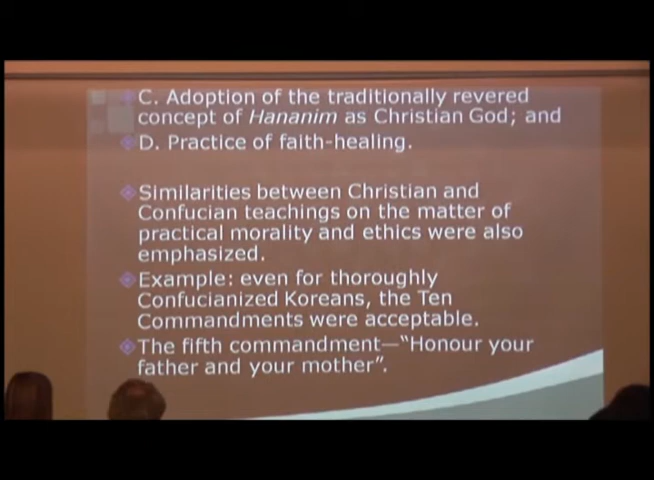 C. Adoption of the traditionally revered
concept of Hananim as Christian God; and
D. Practice of faith-healing.
Similarities between Christian and
Confucian teachings on the matter of
practical morality and ethics were also
emphasized.
Example: even for thoroughly
Confucianized Koreans, the Ten
Commandments were acceptable.
The fifth commandment—“Honour your
father and your mother”.